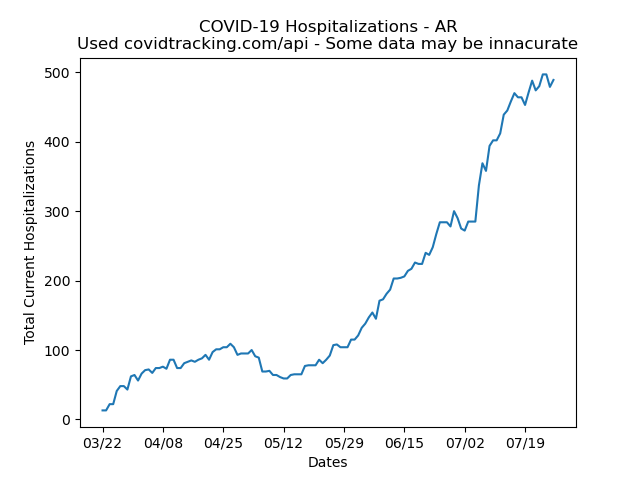 COVID-19 Hospitalizations - AR
Used covidtracking.com/api - Some data may be innacurate
Total Current Hospitalizations
500
400
300
200
100
0
03/22 04/08 04/25 05/12 05/29 06/15 07/02 07/19
Dates